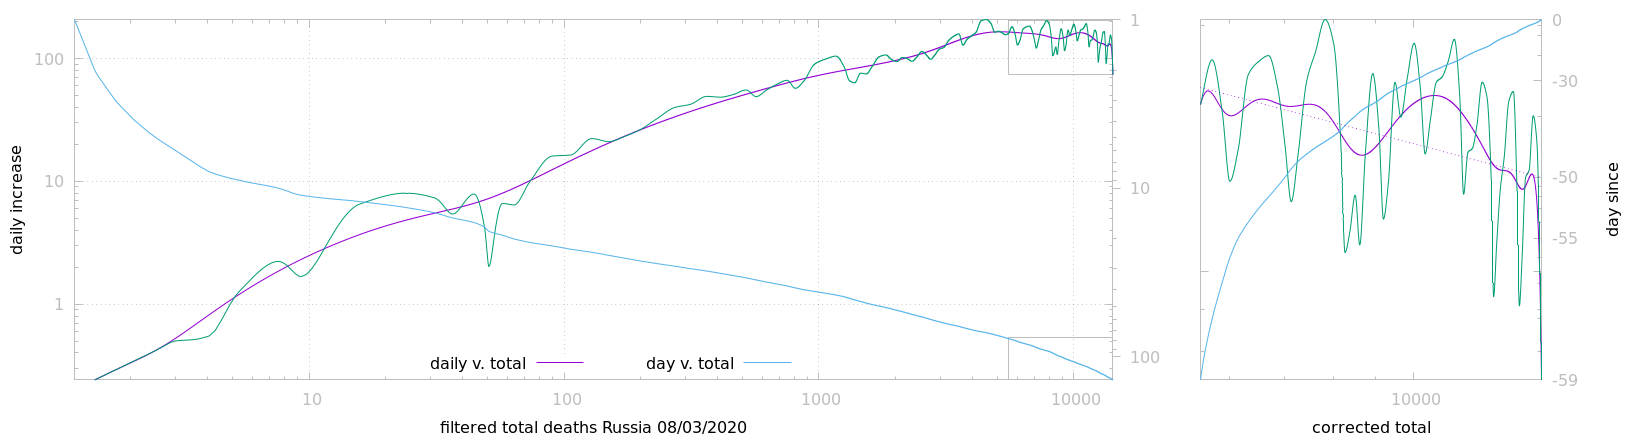 100
10
1
daily increase
1
10
100
daily v. total
day v. total
10
100
1000
10000
filtered total deaths Russia 08/03/2020
0
-30
-50
-55
-59
day since
10000
corrected total